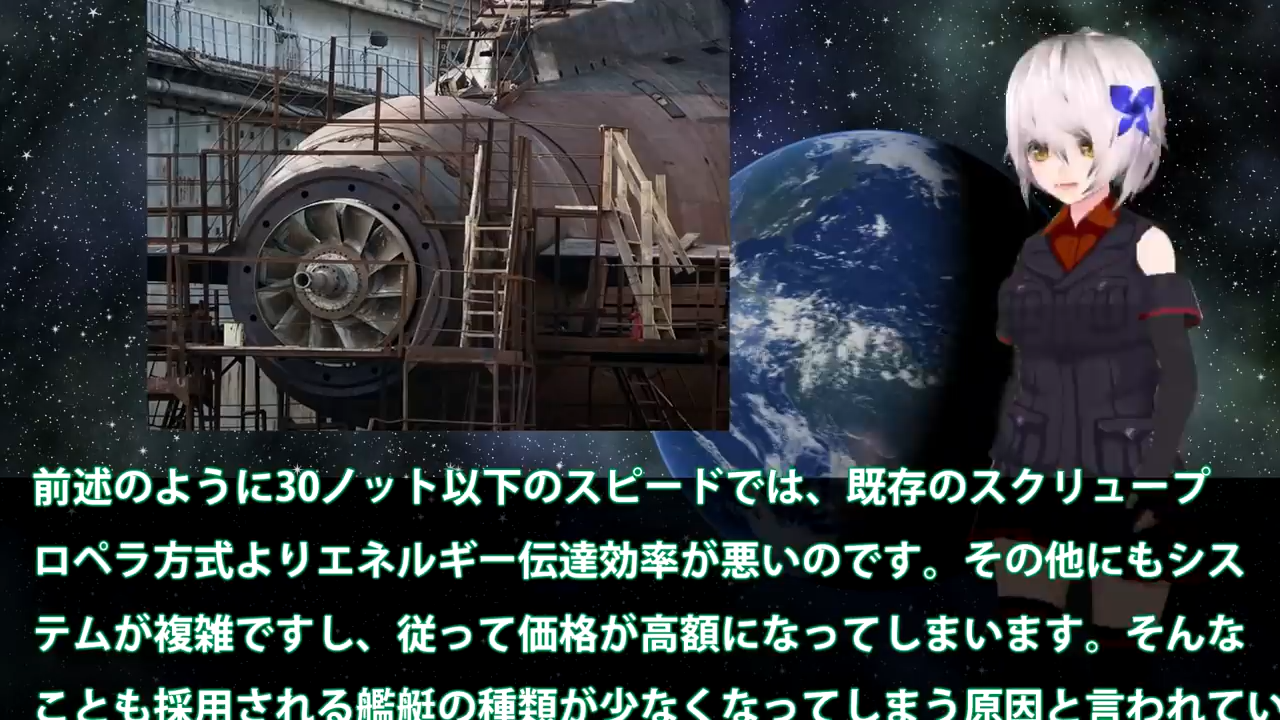 前述のように30ノット以下のスピードでは、既存のスクリュープ
ロペラ方式よりエネルギー伝達効率が悪いのです。その他にもシス
テムが複雑ですし、従って価格が高額になってしまいます。そんな
ことも採用される艦艇の種類が少なくなってしまう原因と言われてい